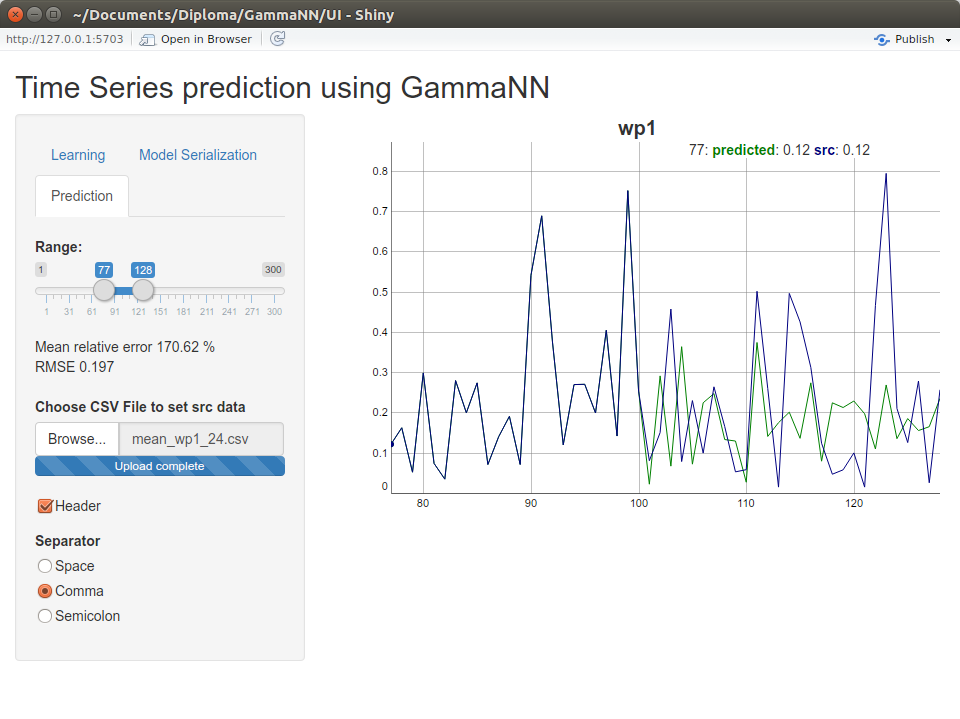 ~/Documents/Diploma/GammaNN/UI - Shiny
http://127.0.0.1:5703 Open in Browser Publish
Time Series prediction using GammaNN
Learning Model Serialization
Prediction
Range:
1 77 128 300
1 31 61 91 121 151 181 211 241 271 300
Mean relative error 170.62 %
RMSE 0.197
Choose CSV File to set src data
Browse... mean_wp1_24.csv
Upload complete
Header
Separator
Space
Comma
Semicolon
wp1
77: predicted: 0.12 src: 0.12
0.8
0.7
0.6
0.5
0.4
0.3
0.2
0.1
0
80 90 100 110 120